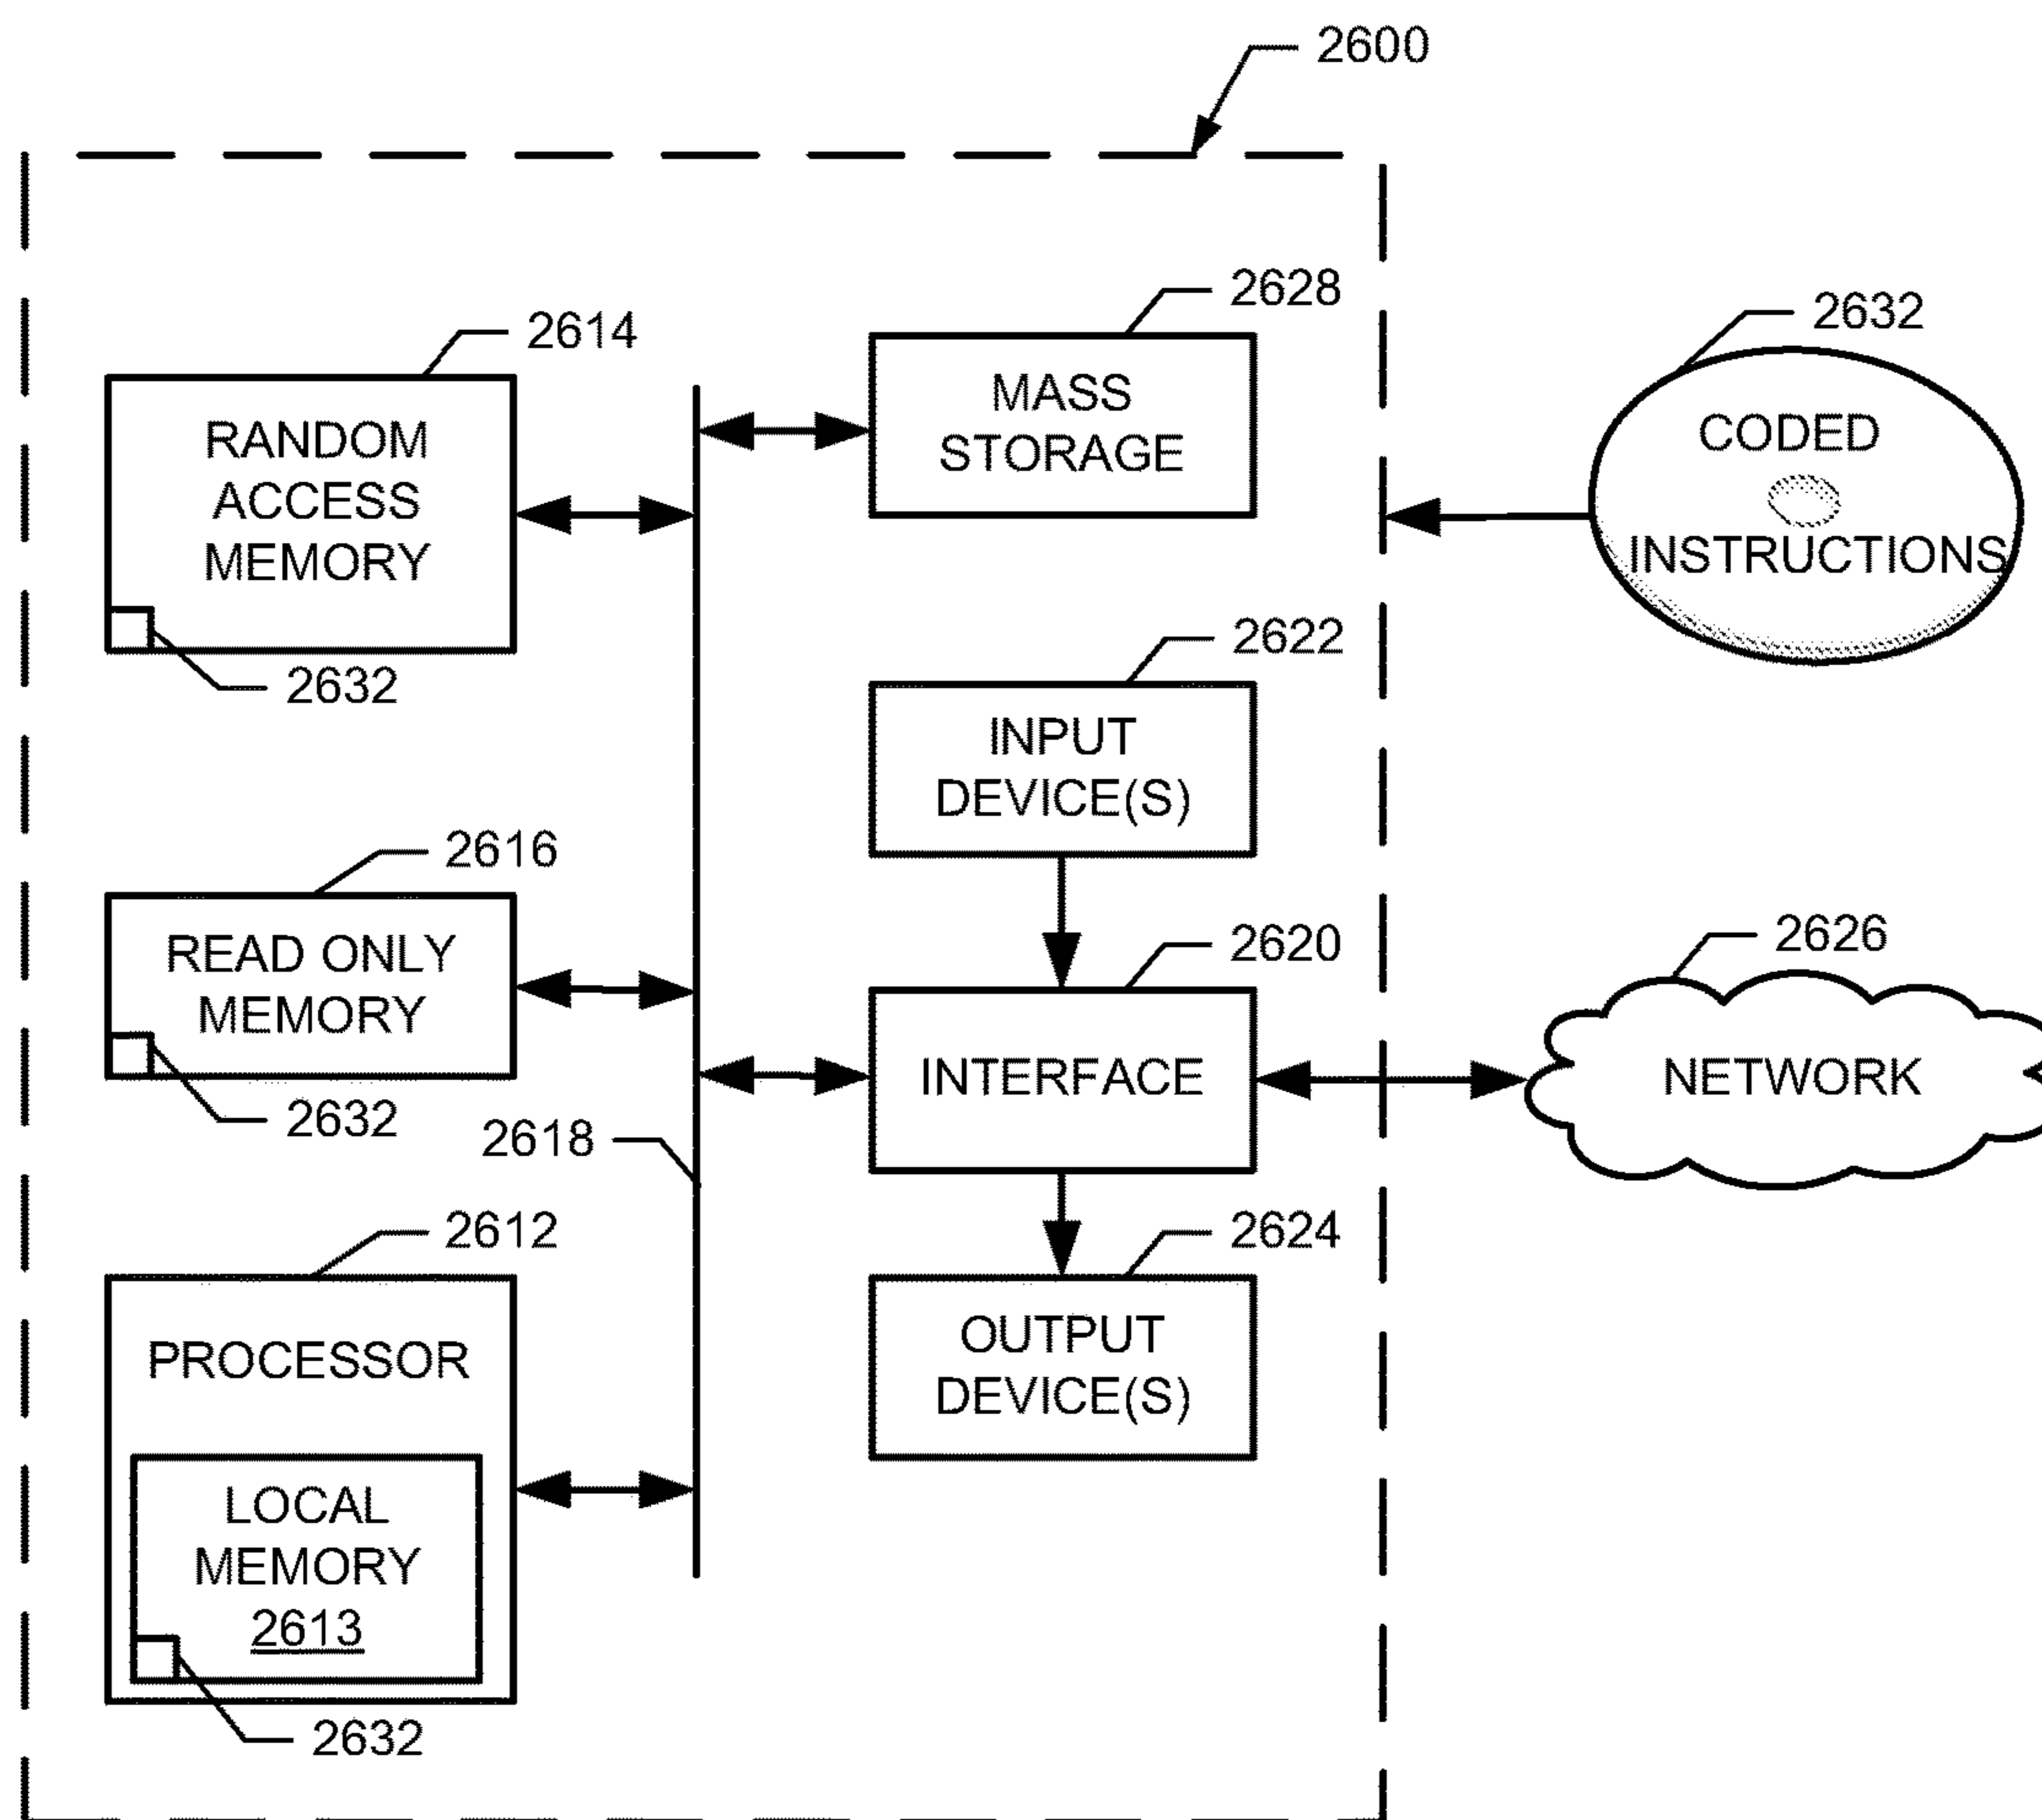 2600
2628
2632
2614
MASS
STORAGE
RANDOM
ACCESS
MEMORY
CODED
INSTRUCTIONS
2632
2622
INPUT
DEVICE(S)
2616
READ ONLY
MEMORY
2632
2620
2626
INTERFACE
NETWORK
2618
2612
2624
PROCESSOR
OUTPUT
DEVICE(S)
LOCAL
MEMORY
2613
2632